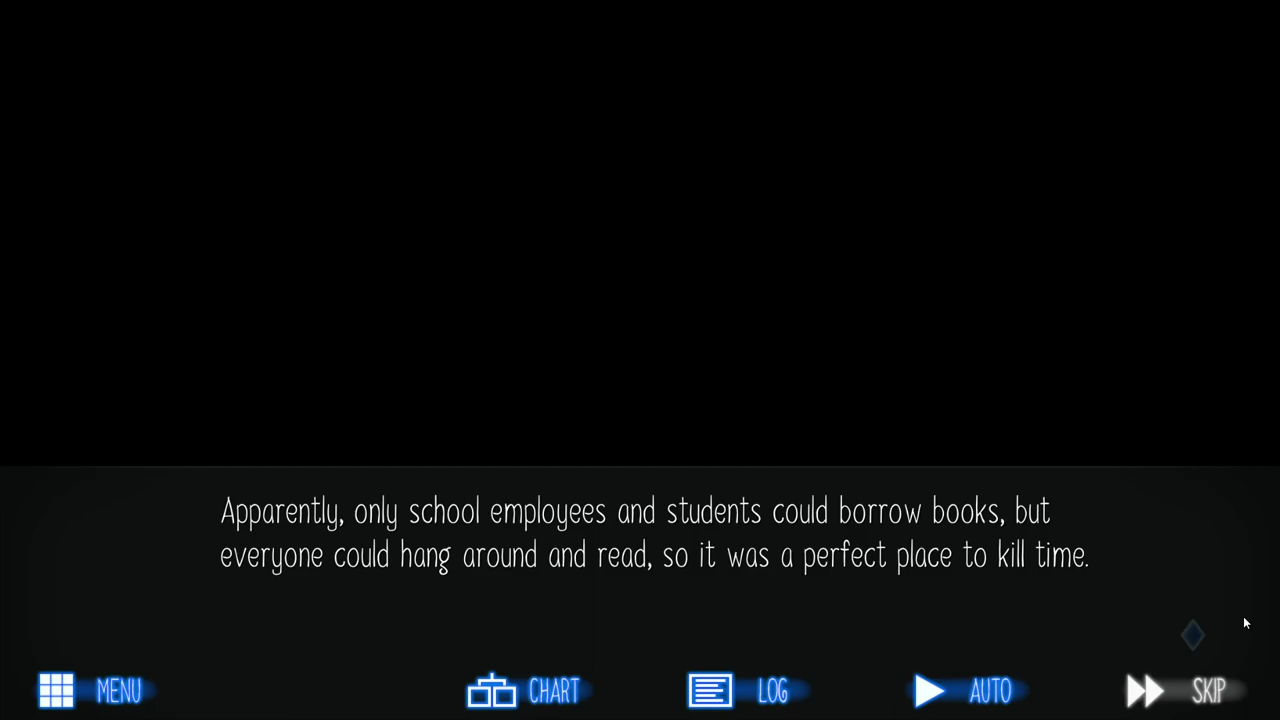 Apparently, only school employees and students could borrow books, but
everyone could hang around and read, so it was a perfect place to kill time.
MENU CHART LOG AUTO SKIP